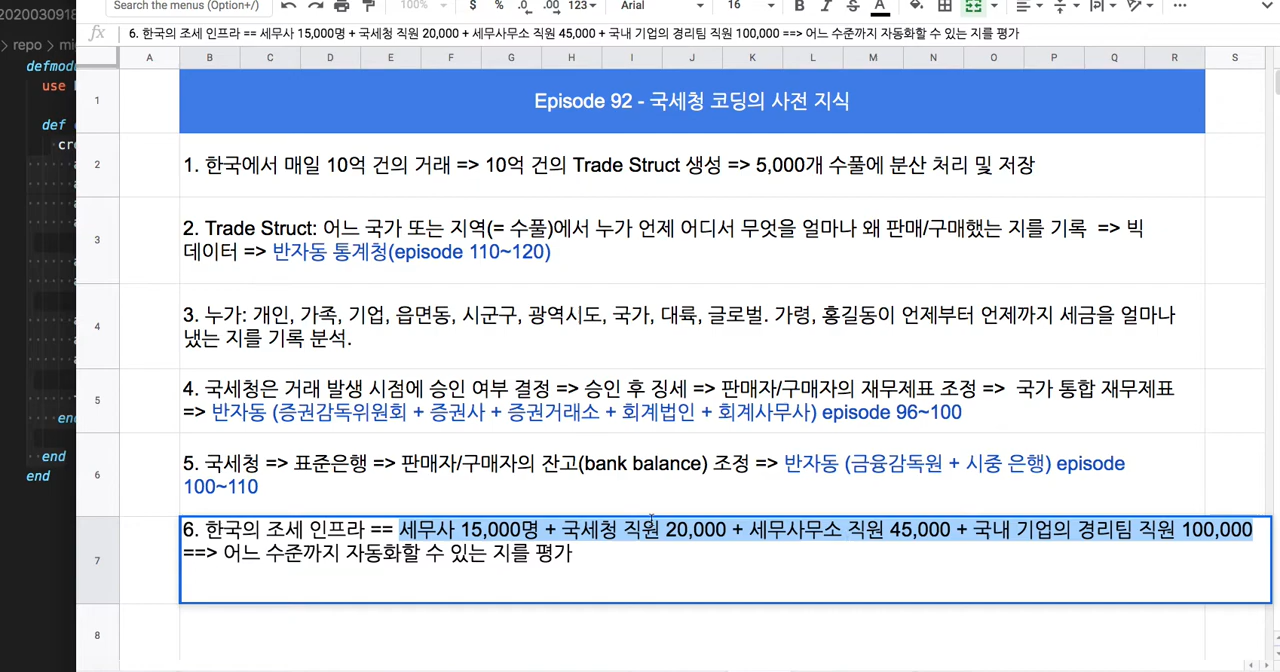 2020030918
Search the menus (Option+/)
100%
$ % .0 .00 123
Arial
16
B I S A
repo > mi
fx
6. 한국의 조세 인프라 == 세무사 15,000명 + 국세청 직원 20,000 + 세무사무소 직원 45,000 + 국내 기업의 경리팀 직원 100,000 ==> 어느 수준까지 자동화할 수 있는 지를 평가
A B C D E F G H I J K L M N O P Q R S
defmodu
use
def
cre
end
end
end
1
Episode 92 - 국세청 코딩의 사전 지식
2
1. 한국에서 매일 10억 건의 거래 => 10억 건의 Trade Struct 생성 => 5,000개 수풀에 분산 처리 및 저장
3
2. Trade Struct: 어느 국가 또는 지역(= 수풀)에서 누가 언제 어디서 무엇을 얼마나 왜 판매/구매했는 지를 기록 => 빅
데이터 => 반자동 통계청(episode 110~120)
4
3. 누가: 개인, 가족, 기업, 읍면동, 시군구, 광역시도, 국가, 대륙, 글로벌. 가령, 홍길동이 언제부터 언제까지 세금을 얼마나
냈는 지를 기록 분석.
5
4. 국세청은 거래 발생 시점에 승인 여부 결정 => 승인 후 징세 => 판매자/구매자의 재무제표 조정 => 국가 통합 재무제표
=> 반자동 (증권감독위원회 + 증권사 + 증권거래소 + 회계법인 + 회계사무사) episode 96~100
6
5. 국세청 => 표준은행 => 판매자/구매자의 잔고(bank balance) 조정 => 반자동 (금융감독원 + 시중 은행) episode
100~110
7
6. 한국의 조세 인프라 == 세무사 15,000명 + 국세청 직원 20,000 + 세무사무소 직원 45,000 + 국내 기업의 경리팀 직원 100,000
==> 어느 수준까지 자동화할 수 있는 지를 평가
8